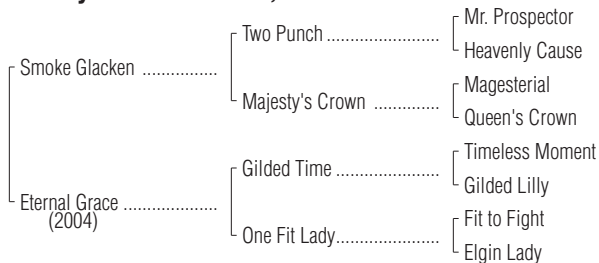 Mr. Prospector
Two Punch ........................
Heavenly Cause
Smoke Glacken ................
Magesterial
Majesty's Crown ..............
Queen's Crown
Timeless Moment
Gilded Time ......................
Gilded Lilly
Eternal Grace ....................
(2004)
Fit to Fight
One Fit Lady......................
Elgin Lady